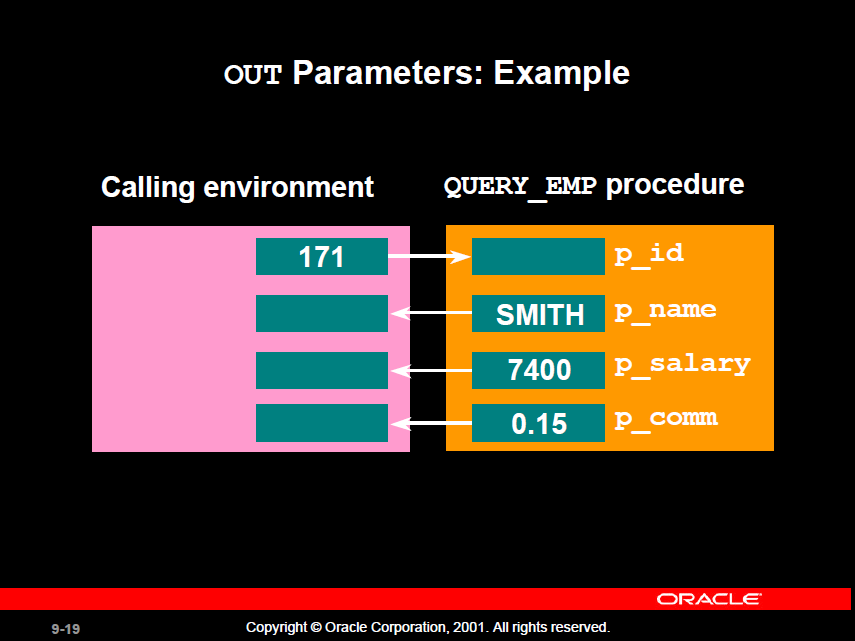 OUT Parameters: Example
Calling environment
QUERY_EMP procedure
171
p_id
SMITH
p_name
7400
p_salary
0.15
p_comm
ORACLE
9-19
Copyright © Oracle Corporation, 2001. All rights reserved.